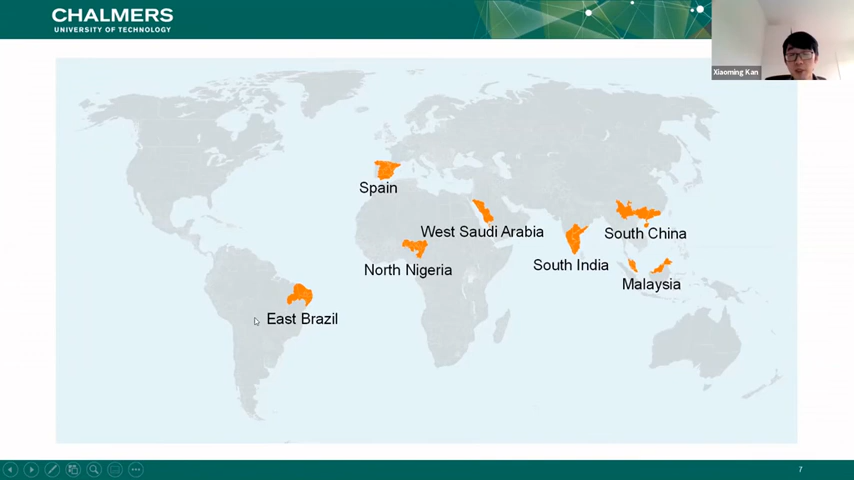 CHALMERS
UNIVERSITY OF TECHNOLOGY
Xiaoming Kan
Spain
West Saudi Arabia
South China
North Nigeria
South India
Malaysia
East Brazil
7